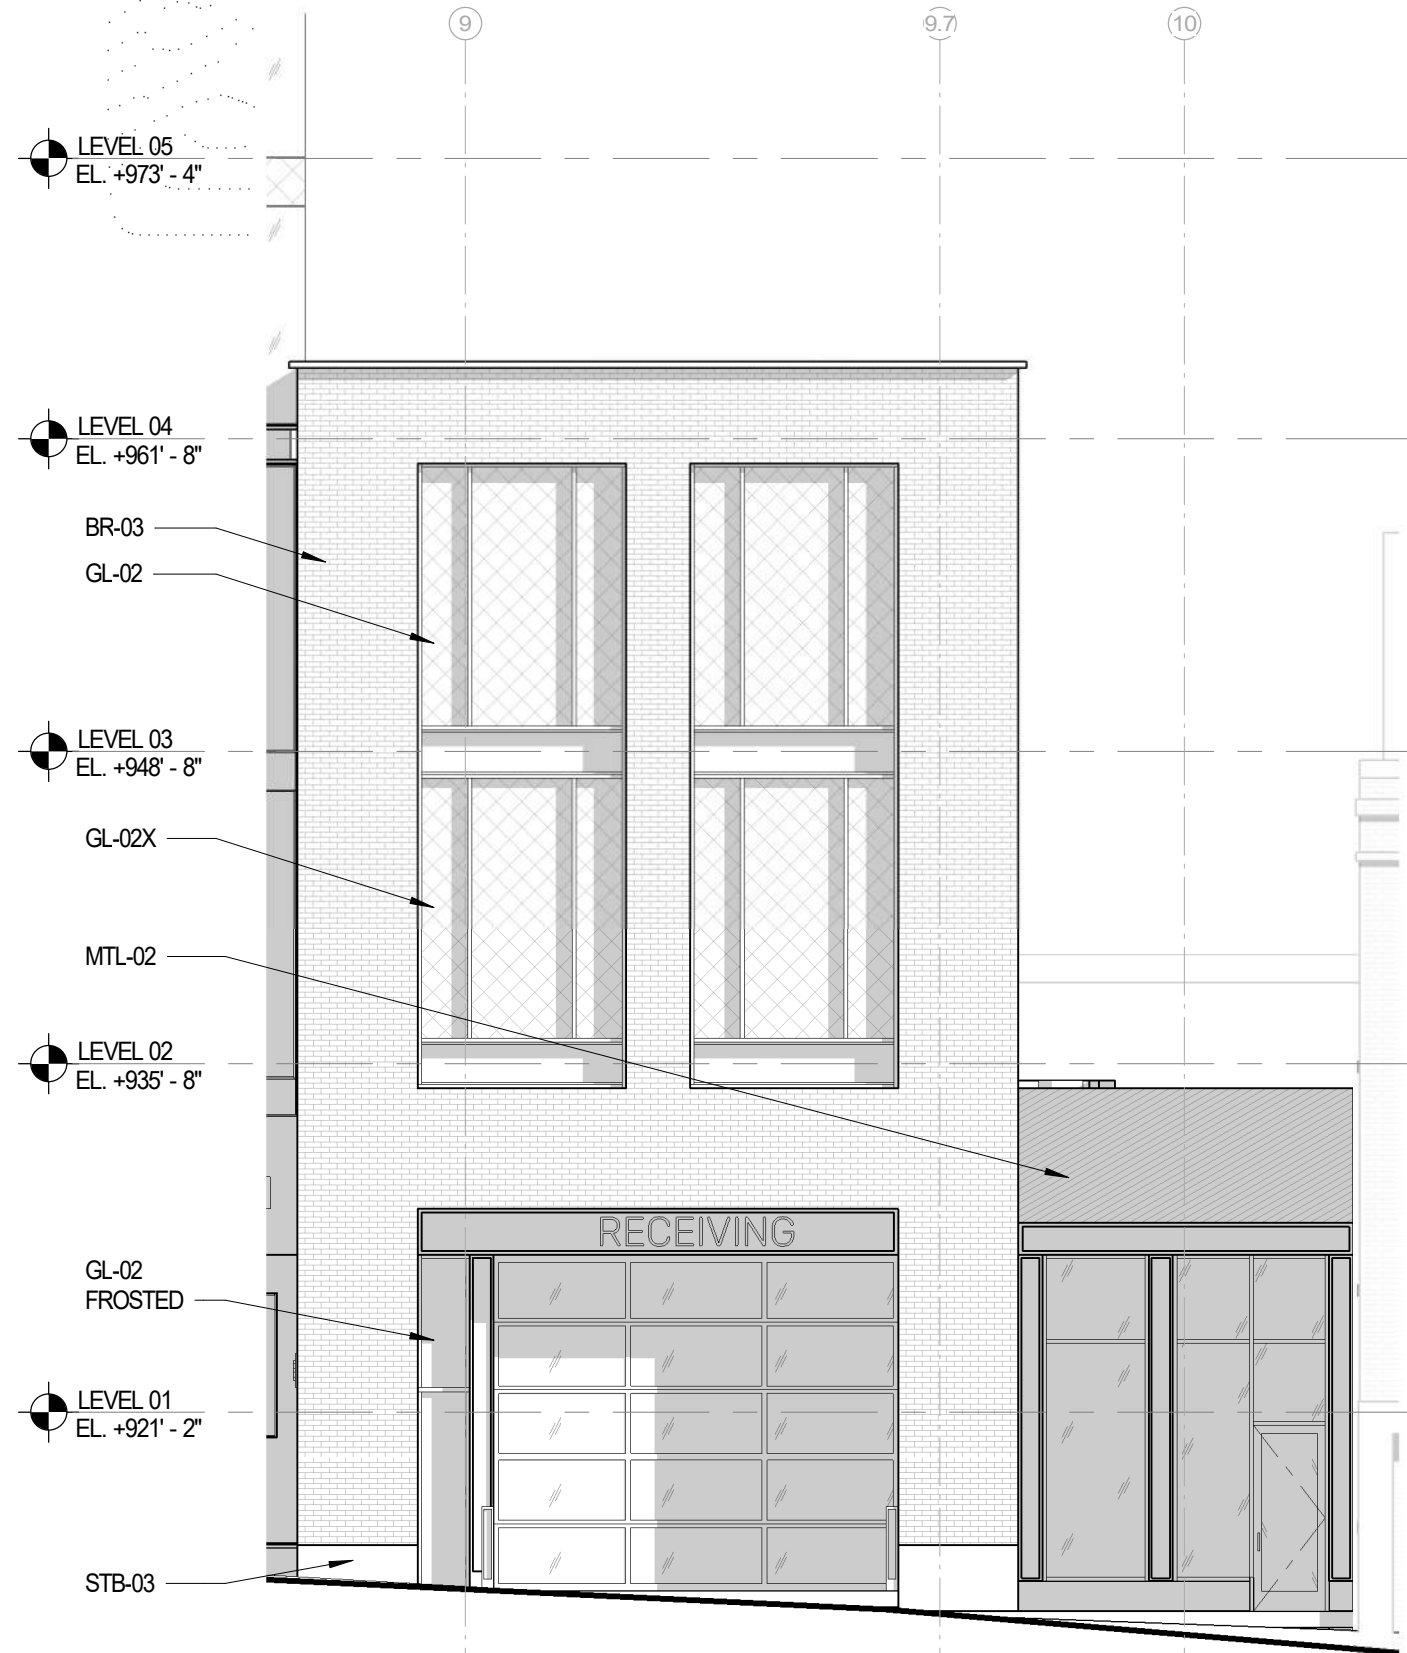 9
9.7
10
LEVEL 05
EL. +973' - 4"
LEVEL 04
EL. +961' - 8"
BR-03
GL-02
LEVEL 03
EL. +948' - 8"
GL-02X
MTL-02
LEVEL 02
EL. +935' - 8"
RECEIVING
GL-02
FROSTED
LEVEL 01
EL. +921' - 2"
STB-03